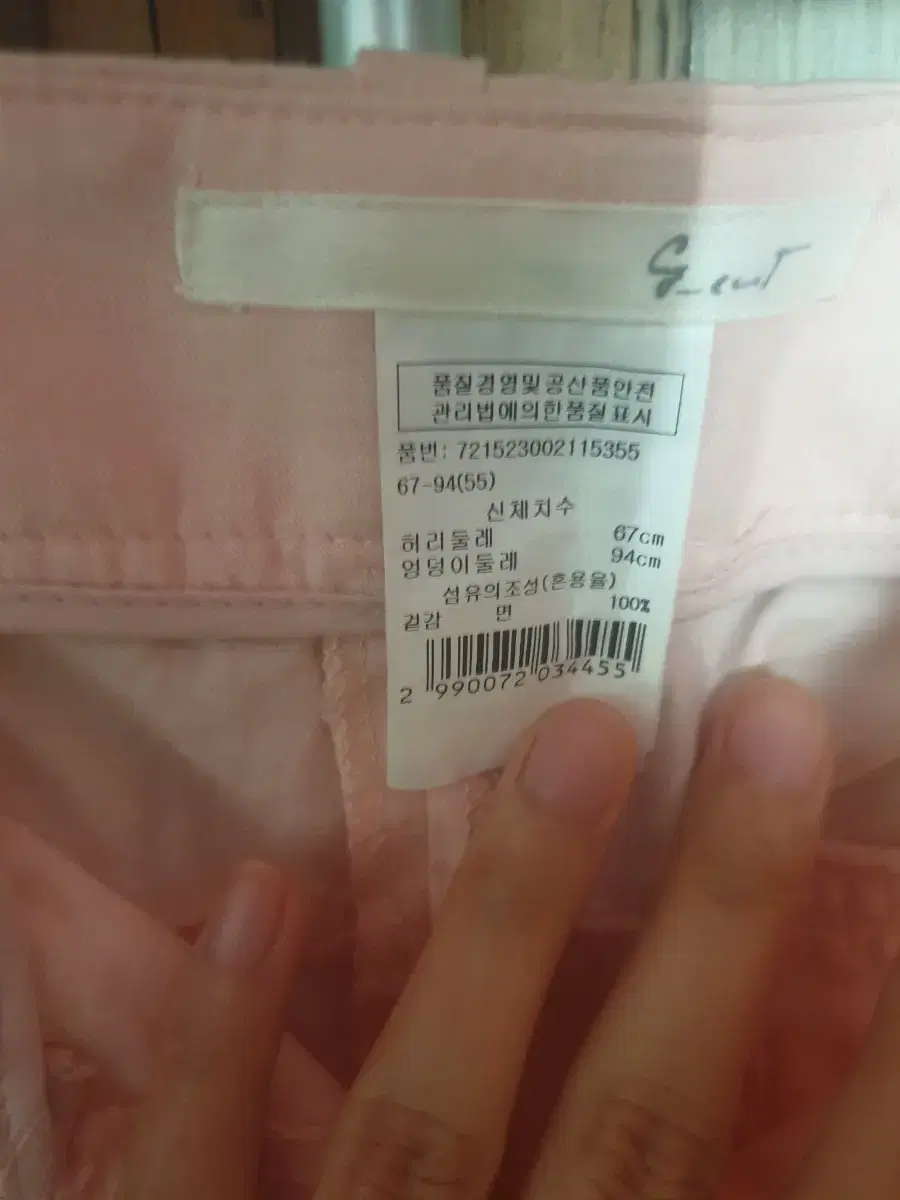 G_cut
품질경영및공산품안전
관리법에의한품질표시
품번: 721523002115355
67-94(55)
신체치수
허리둘레 67cm
엉덩이둘레 94cm
섬유의조성(혼용율)
겉감 면 100%
2 990072 034455